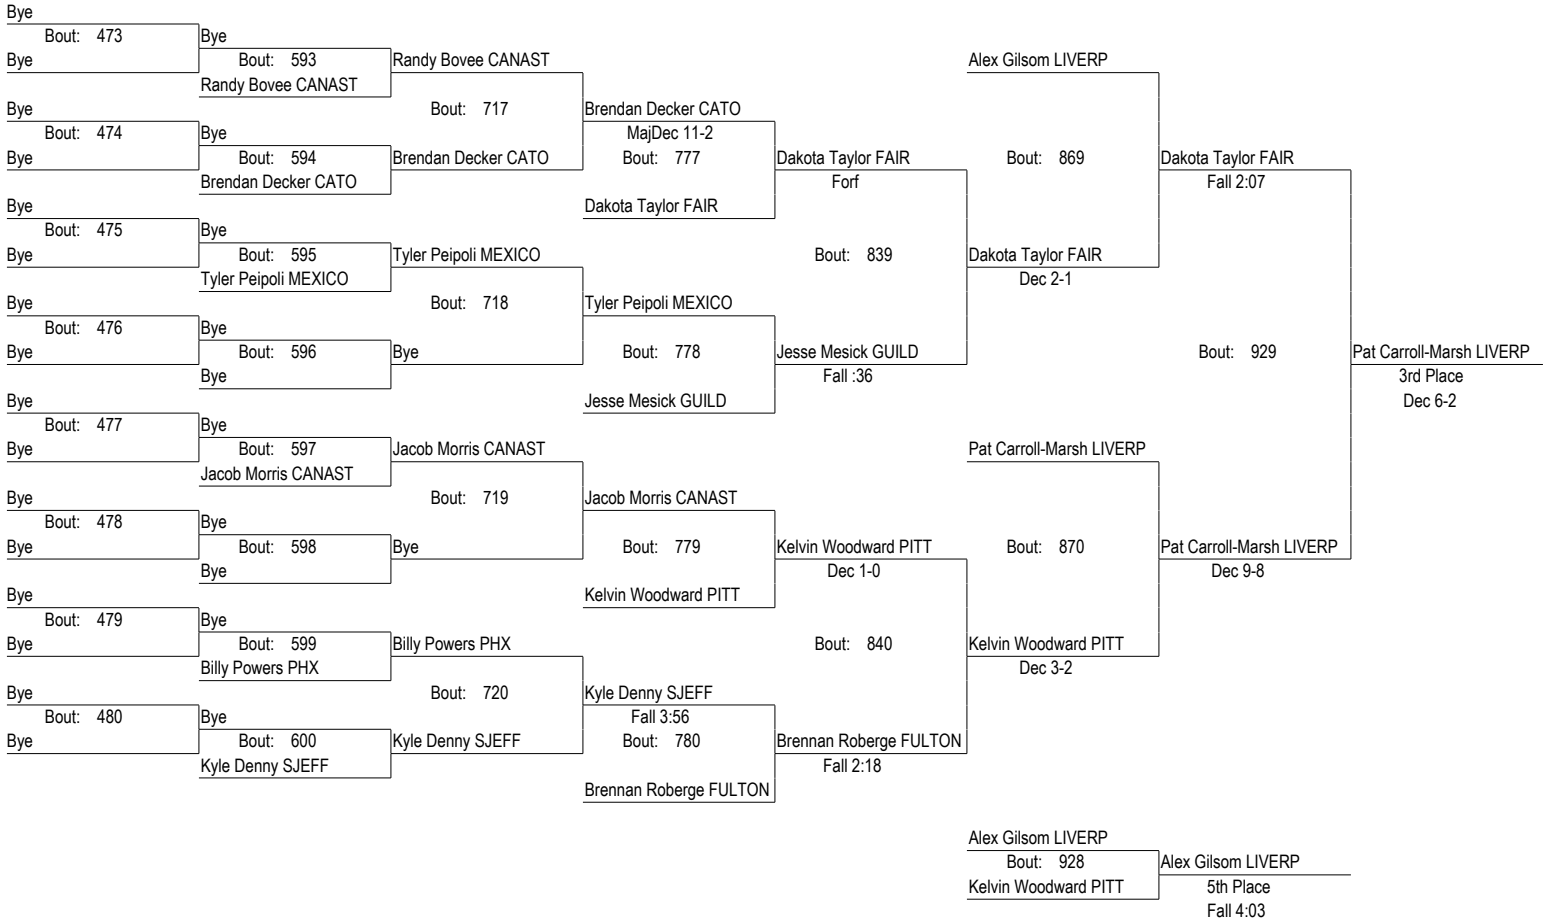 Bye
Bout: 473
Bye
Bye
Bout: 474
Bye
Bye
Bout: 475
Bye
Bye
Bout: 476
Bye
Bye
Bout: 477
Bye
Bye
Bout: 478
Bye
Bye
Bout: 479
Bye
Bye
Bout: 480
Bye
Bye
Bout: 593
Randy Bovee CANAST
Bye
Bout: 594
Brendan Decker CATO
Bye
Bout: 595
Tyler Peipoli MEXICO
Bye
Bout: 596
Bye
Bye
Bout: 597
Jacob Morris CANAST
Bye
Bout: 598
Bye
Bye
Bout: 599
Billy Powers PHX
Bye
Bout: 600
Kyle Denny SJEFF
Randy Bovee CANAST
Bout: 717
Brendan Decker CATO
Tyler Peipoli MEXICO
Bout: 718
Bye
Jacob Morris CANAST
Bout: 719
Bye
Billy Powers PHX
Bout: 720
Kyle Denny SJEFF
Brendan Decker CATO
MajDec 11-2
Bout: 777
Dakota Taylor FAIR
Tyler Peipoli MEXICO
Bout: 778
Jesse Mesick GUILD
Jacob Morris CANAST
Bout: 779
Kelvin Woodward PITT
Kyle Denny SJEFF
Fall 3:56
Bout: 780
Brennan Roberge FULTON
Dakota Taylor FAIR
Forf
Bout: 839
Jesse Mesick GUILD
Fall :36
Kelvin Woodward PITT
Dec 1-0
Bout: 840
Brennan Roberge FULTON
Fall 2:18
Alex Gilsom LIVERP
Bout: 869
Dakota Taylor FAIR
Dec 2-1
Pat Carroll-Marsh LIVERP
Bout: 870
Kelvin Woodward PITT
Dec 3-2
Dakota Taylor FAIR
Fall 2:07
Bout: 929
Pat Carroll-Marsh LIVERP
Dec 9-8
Pat Carroll-Marsh LIVERP
3rd Place
Dec 6-2
Alex Gilsom LIVERP
Bout: 928
Kelvin Woodward PITT
Alex Gilsom LIVERP
5th Place
Fall 4:03